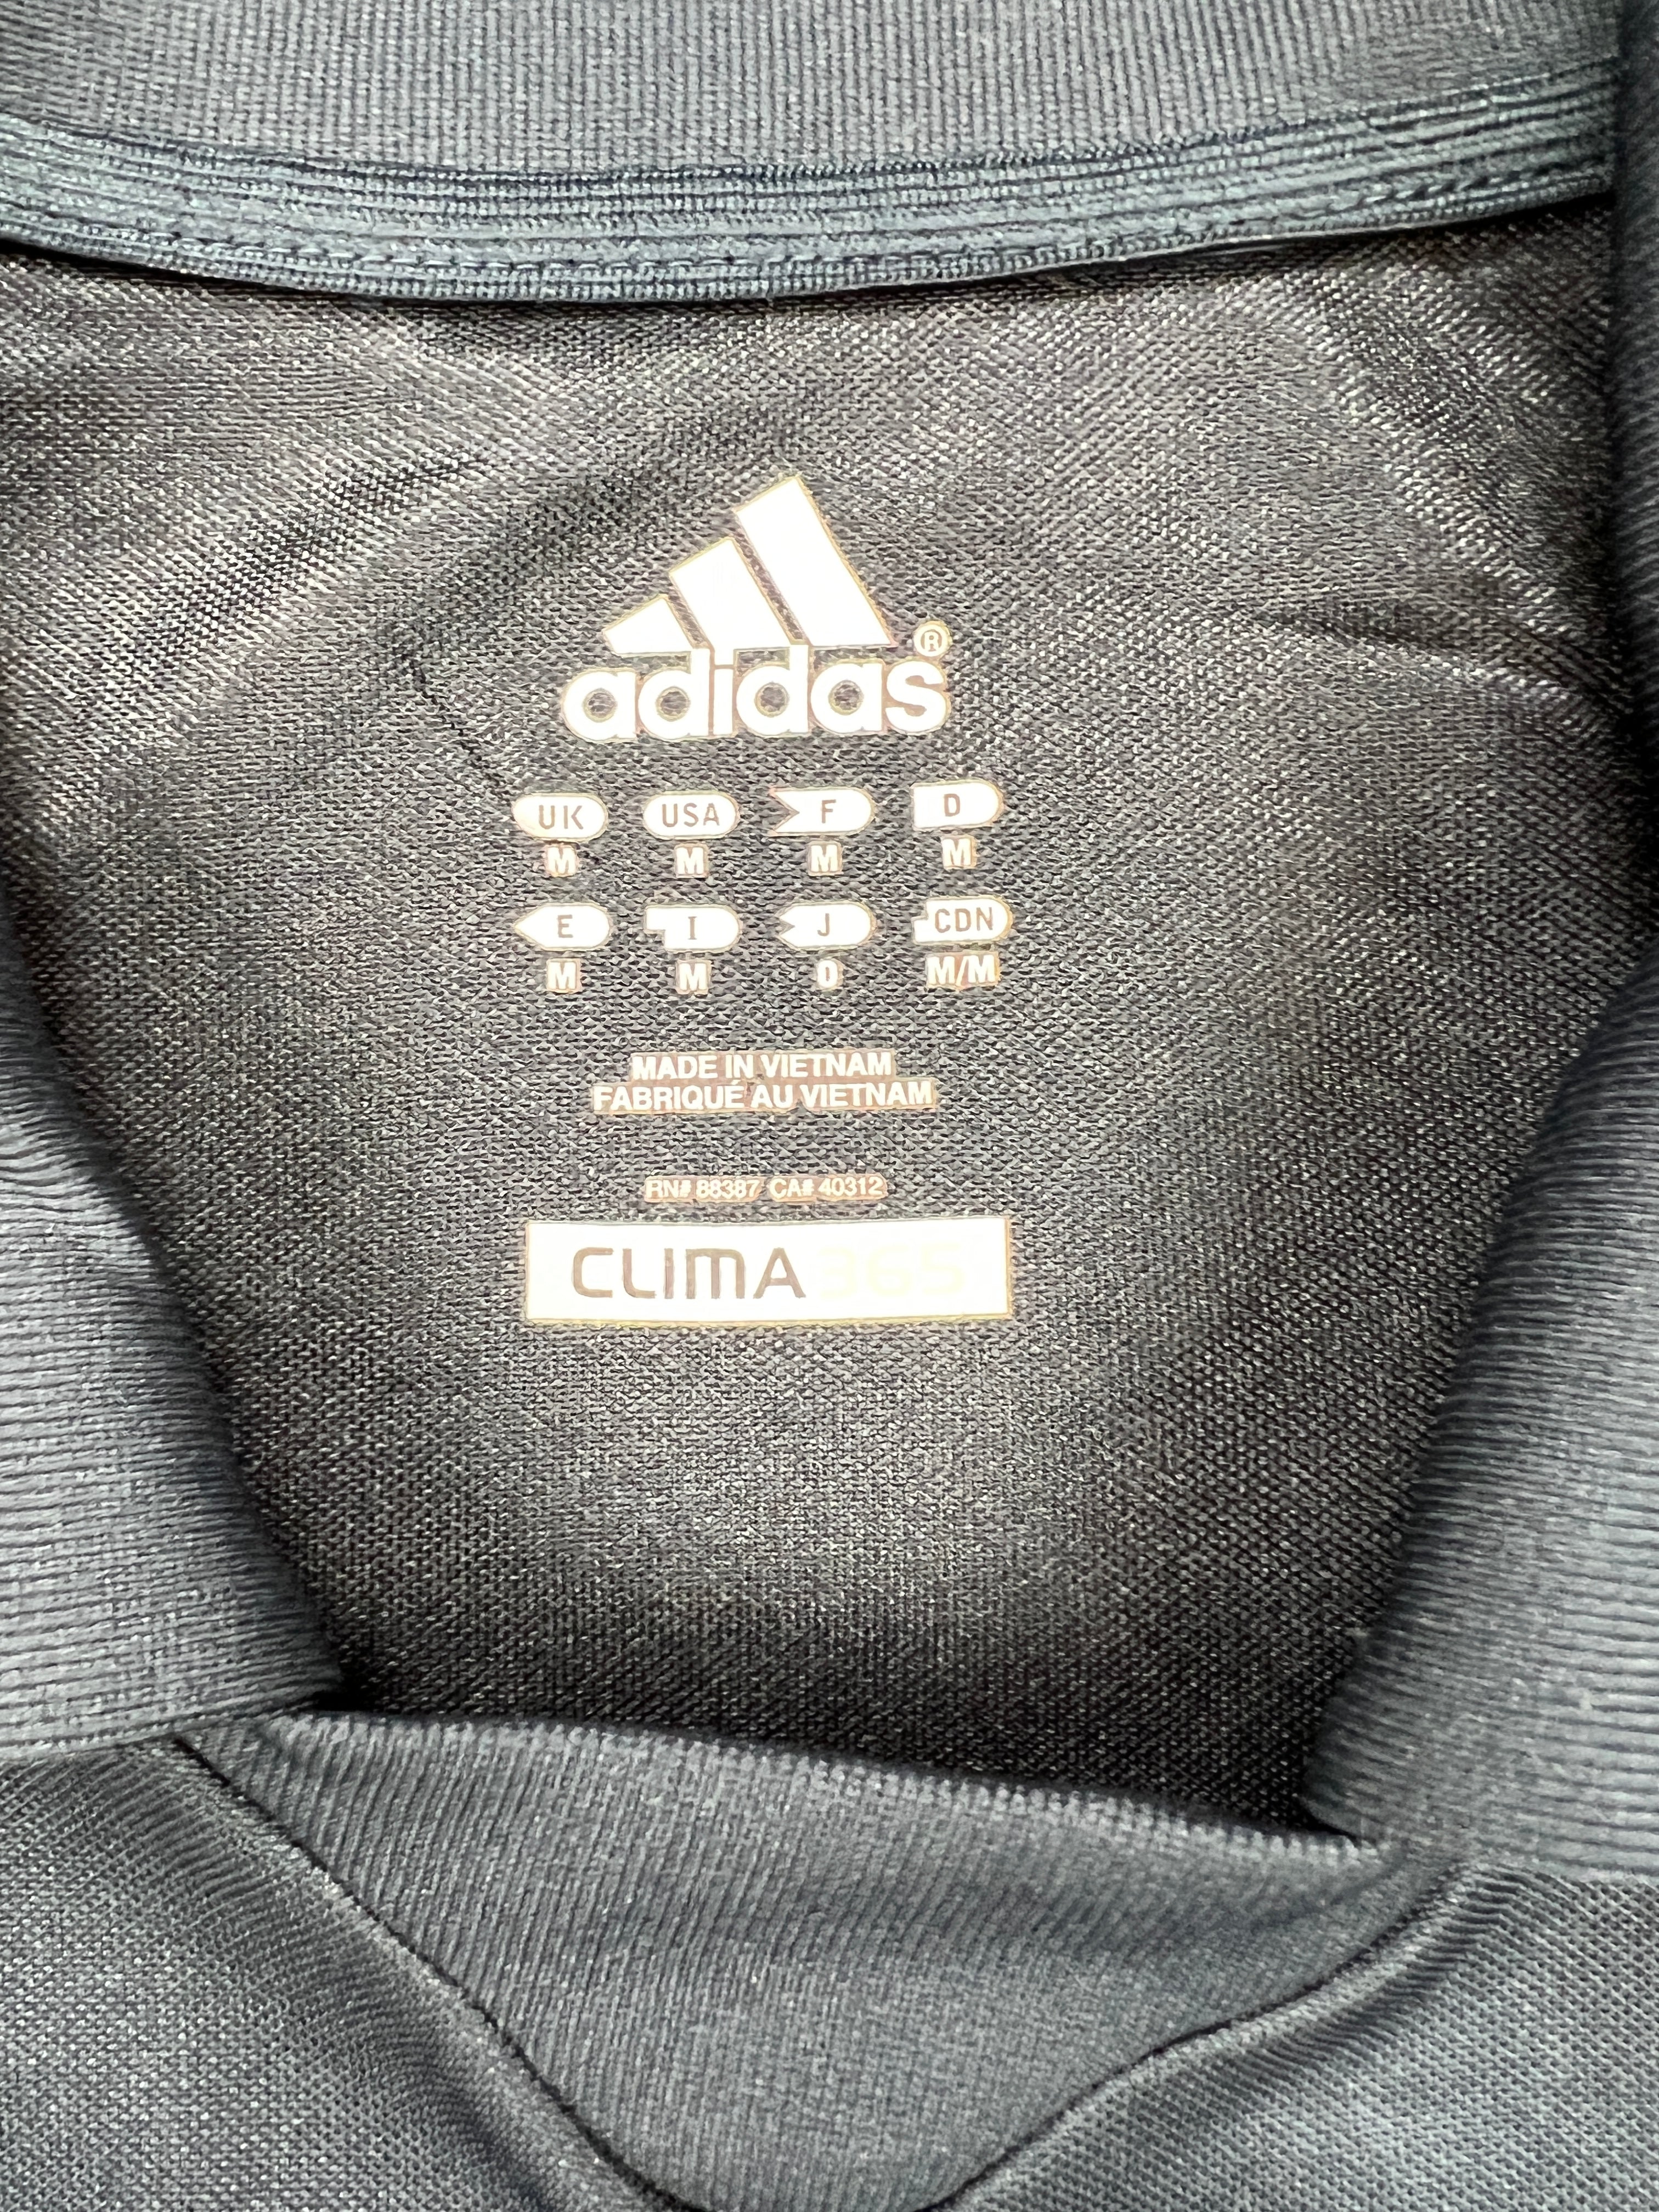 adidas®
UK USA F D
M M M M
E I J CDN
M M O M/M
MADE IN VIETNAM
FABRIQUÉ AU VIETNAM
RN# 88387 CA# 40312
CLIMA365